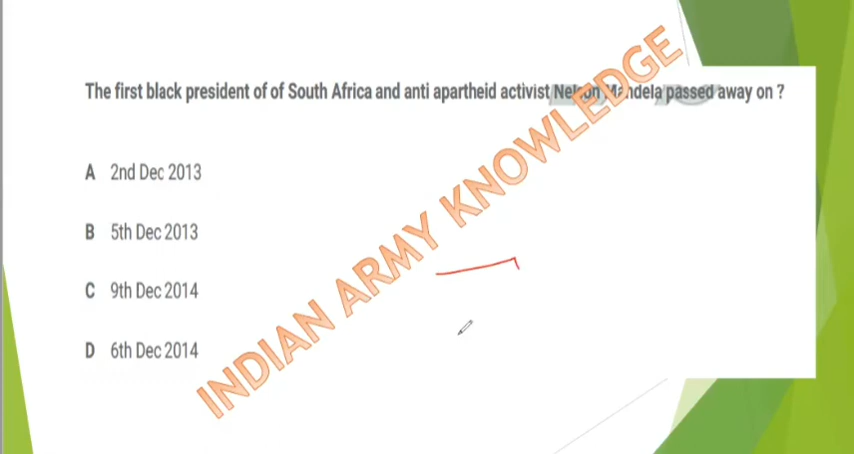 The first black president of of South Africa and anti apartheid activist Nelson Mandela passed away on ?
A 2nd Dec 2013
B 5th Dec 2013
C 9th Dec 2014
D 6th Dec 2014
INDIAN ARMY KNOWLEDGE